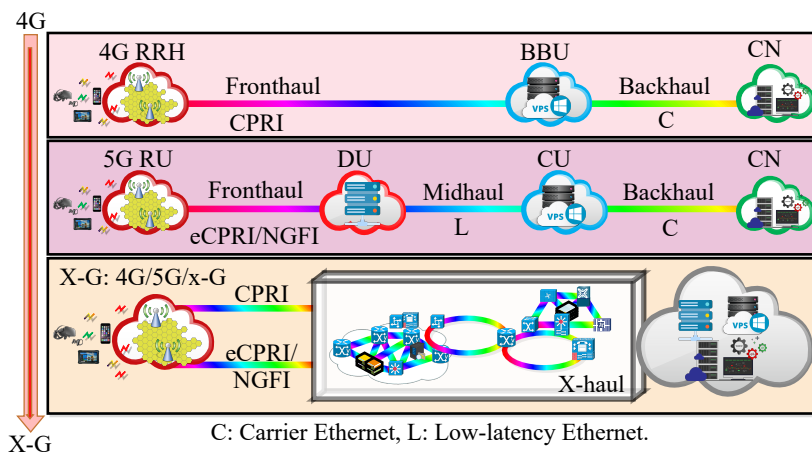 4G
4G RRH
BBU
CN
Fronthaul
Backhaul
CPRI
C
VPS
5G RU
DU
CU
CN
Fronthaul
Midhaul
Backhaul
eCPRI/NGFI
L
C
VPS
X-G: 4G/5G/x-G
CPRI
eCPRI/
NGFI
X-haul
VPS
X-G
C: Carrier Ethernet, L: Low-latency Ethernet.